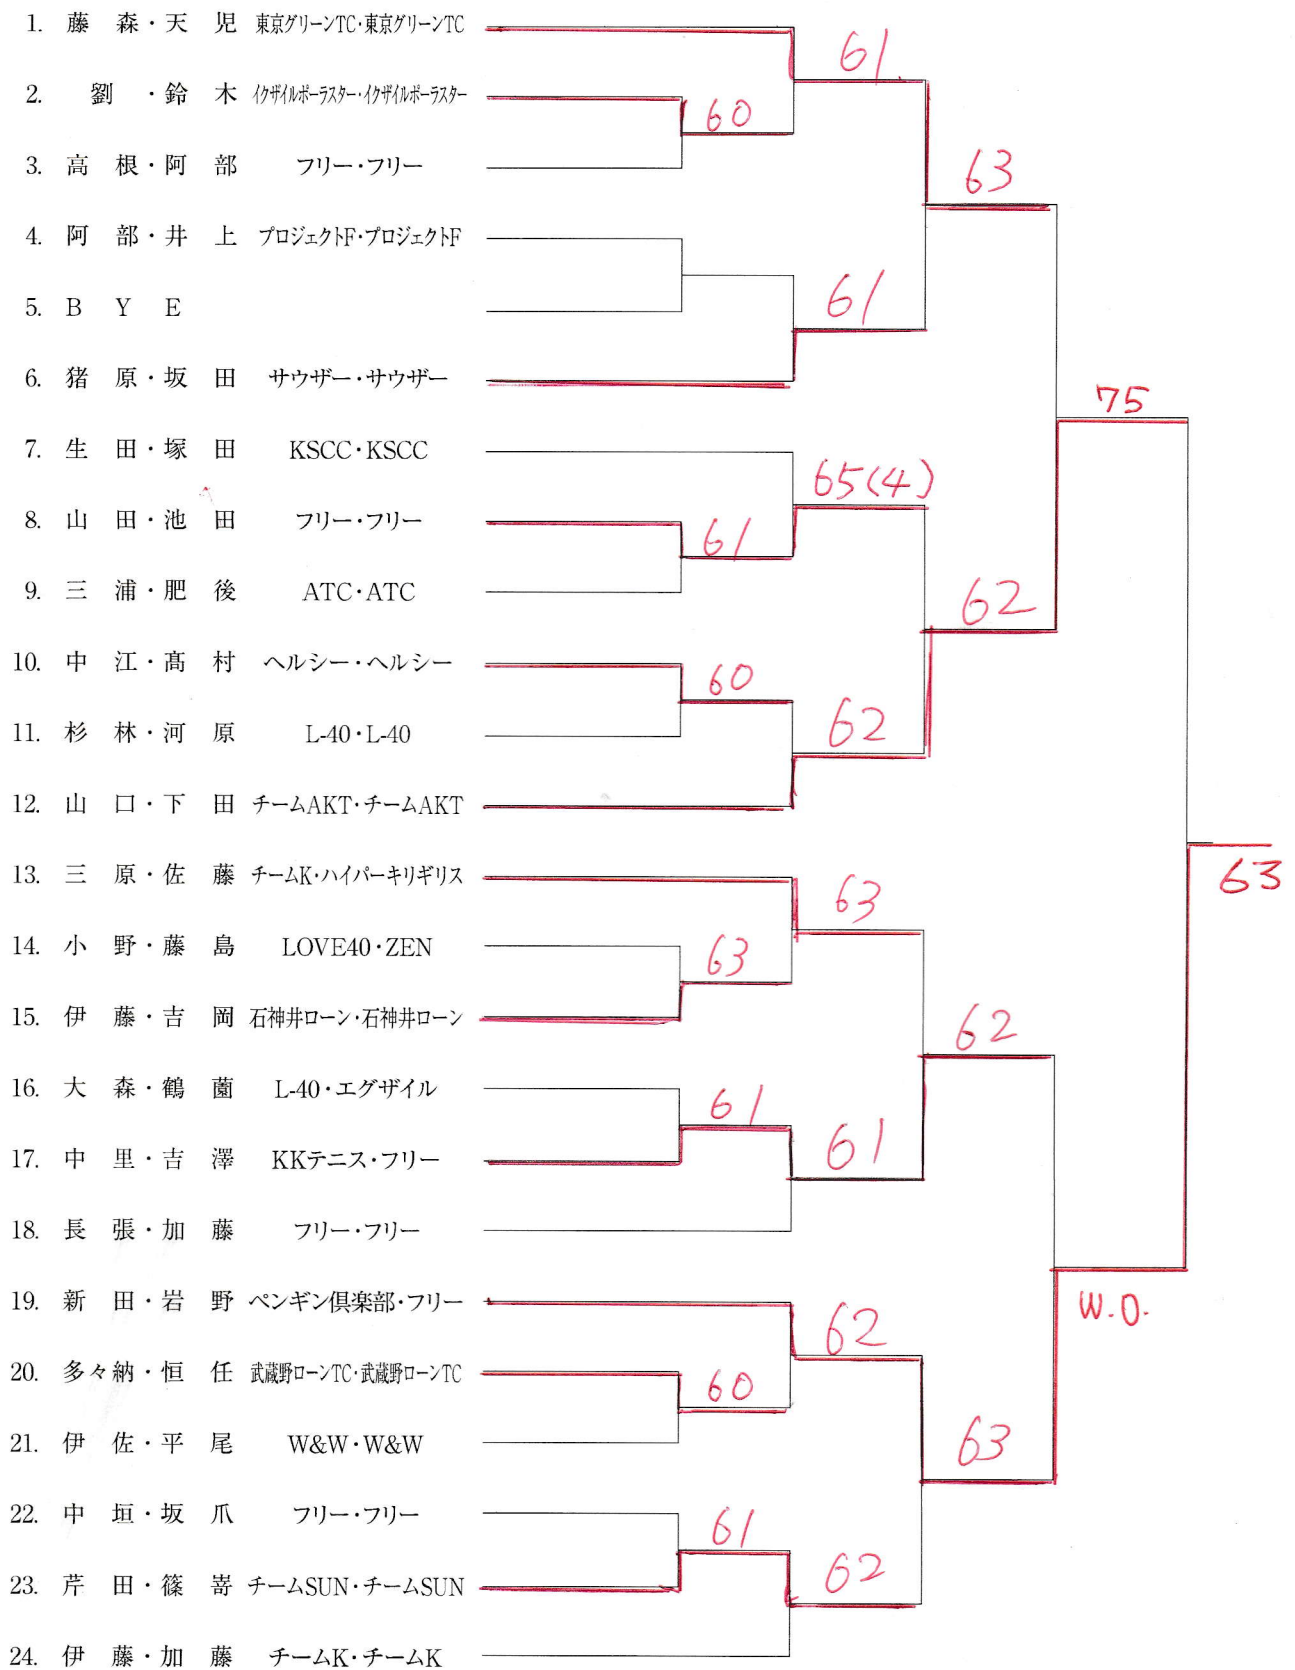 1. 藤 森・天 児 東京グリーンTC・東京グリーンTC
61
2. 劉 ・鈴 木 イクザイルポーラスター・イクザイルポーラスター
60
3. 高 根・阿 部 フリー・フリー
63
4. 阿 部・井 上 プロジェクトF・プロジェクトF
5. B Y E
61
6. 猪 原・坂 田 サウザー・サウザー
75
7. 生 田・塚 田 KSCC・KSCC
65(4)
8. 山 田・池 田 フリー・フリー
61
9. 三 浦・肥 後 ATC・ATC
62
10. 中 江・髙 村 ヘルシー・ヘルシー
60
11. 杉 林・河 原 L-40・L-40
62
12. 山 口・下 田 チームAKT・チームAKT
13. 三 原・佐 藤 チームK・ハイパーキリギリス
63
63
14. 小 野・藤 島 LOVE40・ZEN
63
15. 伊 藤・吉 岡 石神井ローン・石神井ローン
62
16. 大 森・鶴 薗 L-40・エグザイル
61
17. 中 里・吉 澤 KKテニス・フリー
61
18. 長 張・加 藤 フリー・フリー
19. 新 田・岩 野 ペンギン倶楽部・フリー
W.O.
62
20. 多々納・恒 任 武蔵野ローンTC・武蔵野ローンTC
60
21. 伊 佐・平 尾 W&W・W&W
63
22. 中 垣・坂 爪 フリー・フリー
61
23. 芹 田・篠 嵜 チームSUN・チームSUN
62
24. 伊 藤・加 藤 チームK・チームK